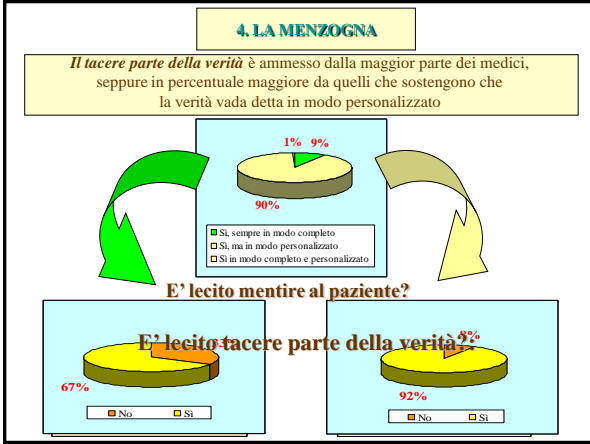 4. LA MENZOGNA
Il tacere parte della verità è ammesso dalla maggior parte dei medici,
seppure in percentuale maggiore da quelli che sostengono che
la verità vada detta in modo personalizzato
1% 9%
90%
Sì, sempre in modo completo
Sì, ma in modo personalizzato
Sì in modo completo e personalizzato
E' lecito mentire al paziente?
E' lecito tacere parte della verità?
33%
8%
67%
92%
No Sì
No Sì